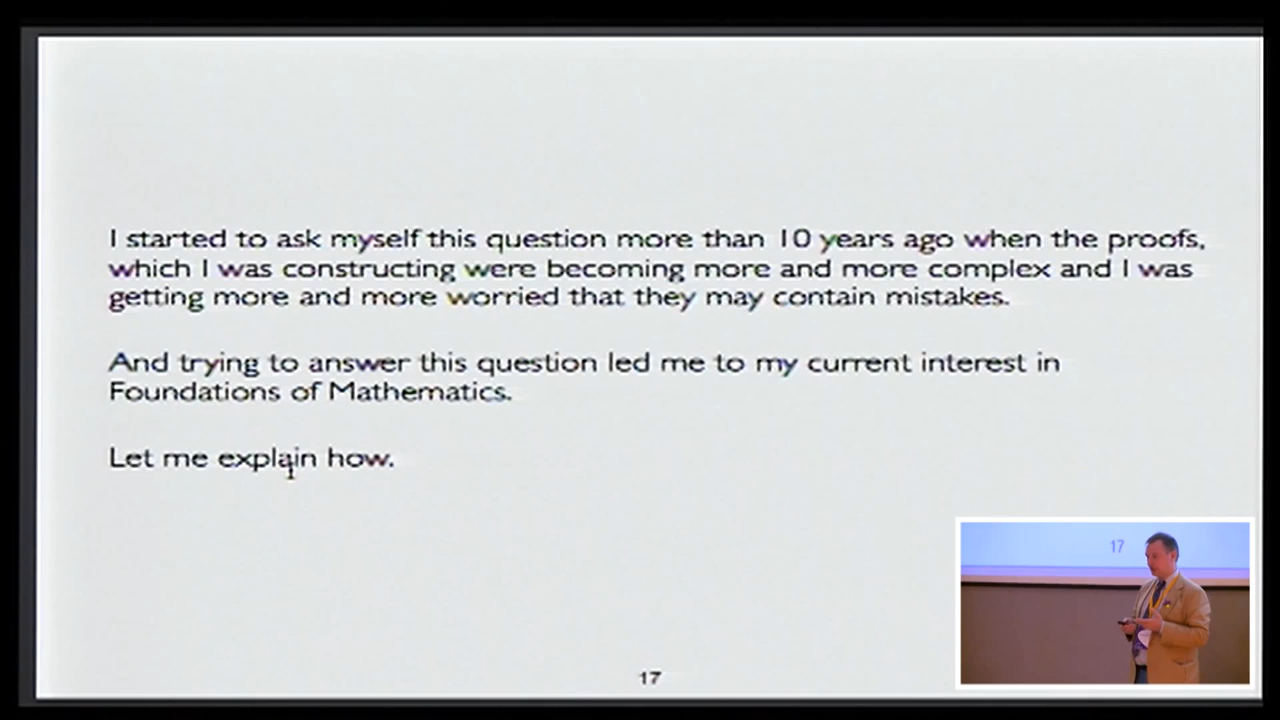 I started to ask myself this question more than 10 years ago when the proofs,
which I was constructing were becoming more and more complex and I was
getting more and more worried that they may contain mistakes.
And trying to answer this question led me to my current interest in
Foundations of Mathematics.
Let me explain how.
17
17